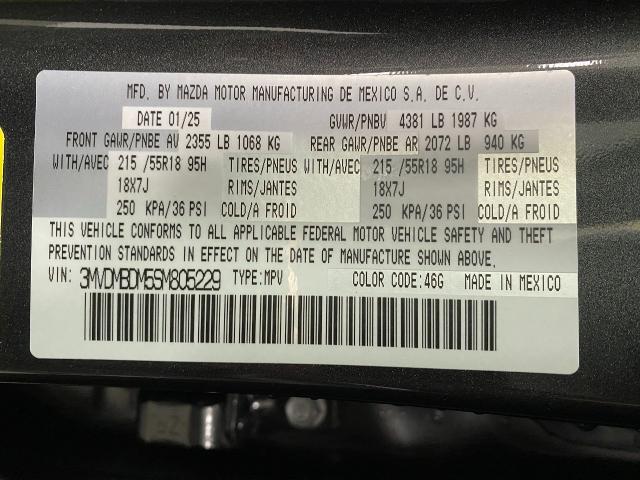 MFD. BY MAZDA MOTOR MANUFACTURING DE MEXICO S.A. DE C.V.
DATE 01/25 GVWR/PNBV 4381 LB 1987 KG
FRONT GAWR/PNBE AV 2355 LB 1068 KG REAR GAWR/PNBE AR 2072 LB 940 KG
WITH/AVEC 215 /55R18 95H TIRES/PNEUS WITH/AVEC 215 /55R18 95H TIRES/PNEUS
18X7J RIMS/JANTES 18X7J RIMS/JANTES
250 KPA/36 PSI COLD/A FROID 250 KPA/36 PSI COLD/A FROID
THIS VEHICLE CONFORMS TO ALL APPLICABLE FEDERAL MOTOR VEHICLE SAFETY AND THEFT
PREVENTION STANDARDS IN EFFECT ON THE DATE OF MANUFACTURE SHOWN ABOVE.
VIN: 3MVDMBDM5SM805229 TYPE:MPV COLOR CODE:46G MADE IN MEXICO